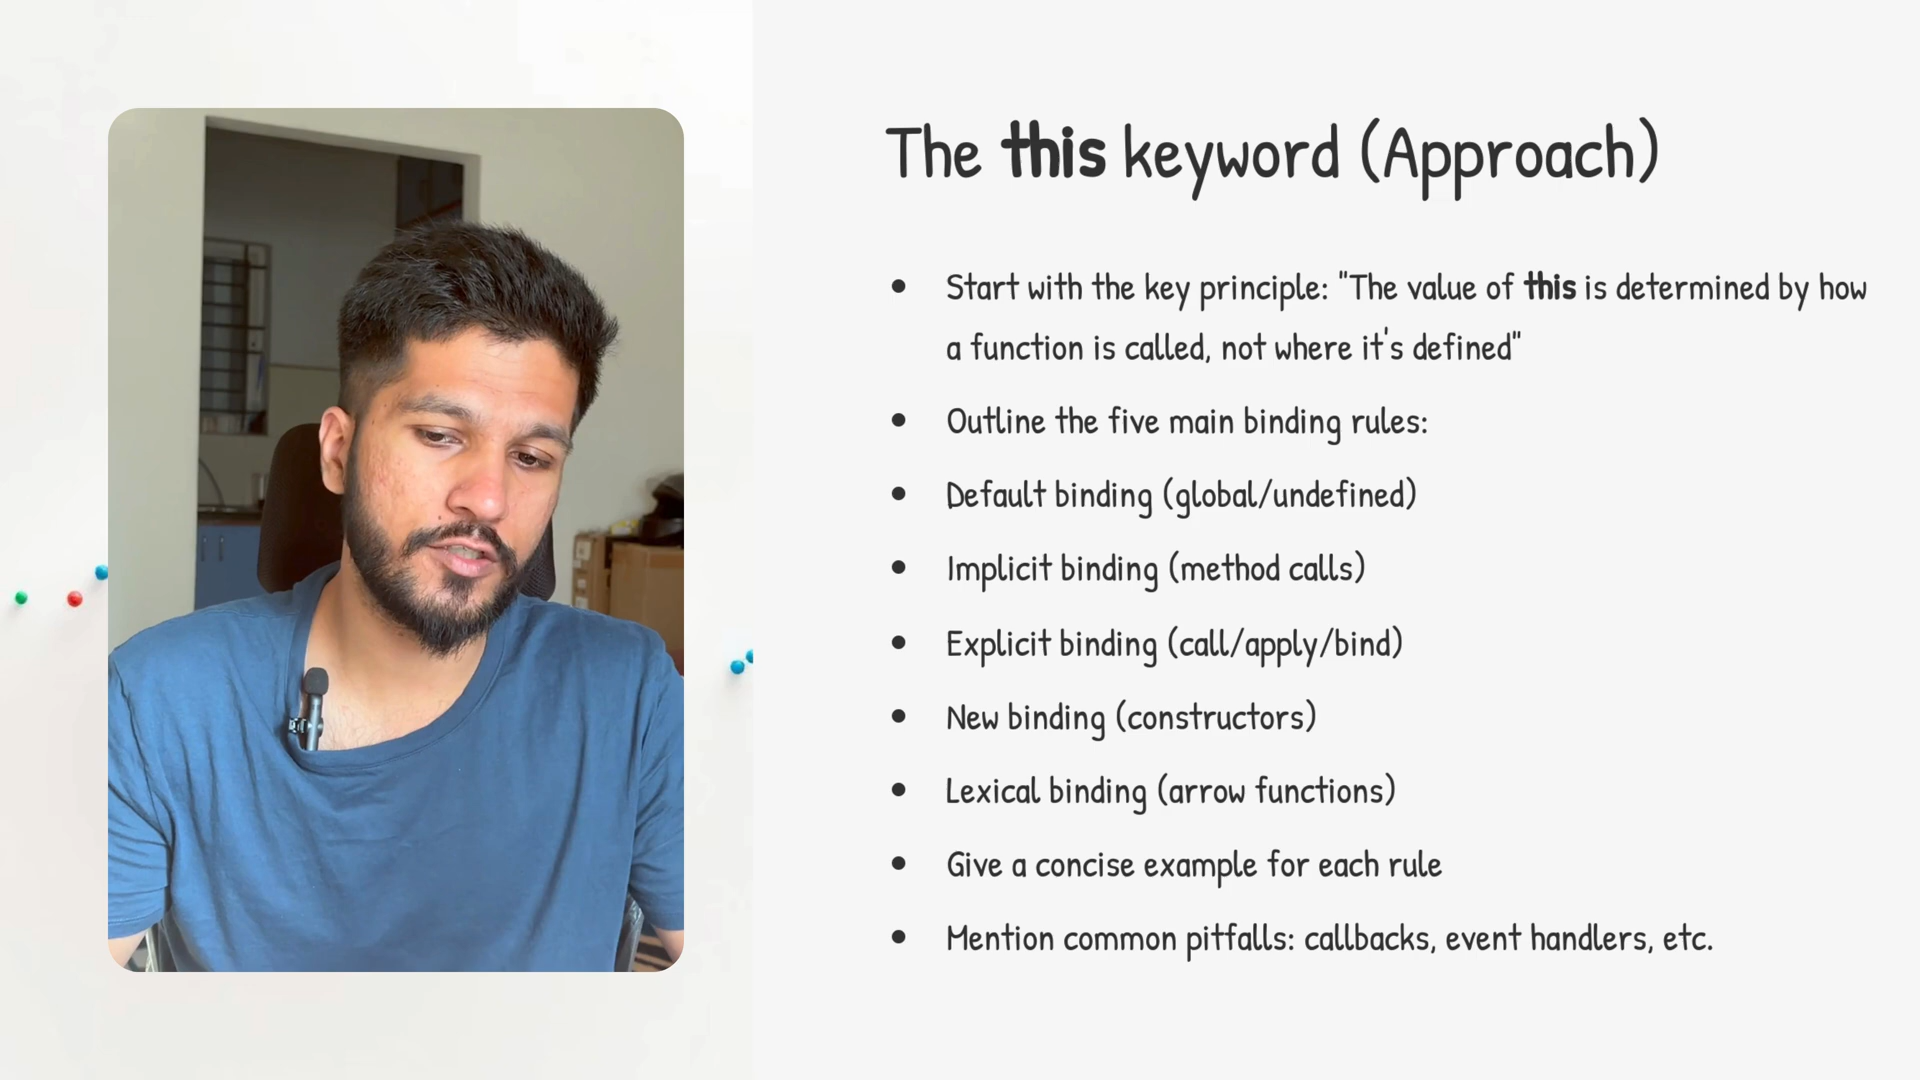 The this keyword (Approach)
• Start with the key principle: "The value of this is determined by how
a function is called, not where it's defined"
• Outline the five main binding rules:
• Default binding (global/undefined)
• Implicit binding (method calls)
• Explicit binding (call/apply/bind)
• New binding (constructors)
• Lexical binding (arrow functions)
• Give a concise example for each rule
• Mention common pitfalls: callbacks, event handlers, etc.